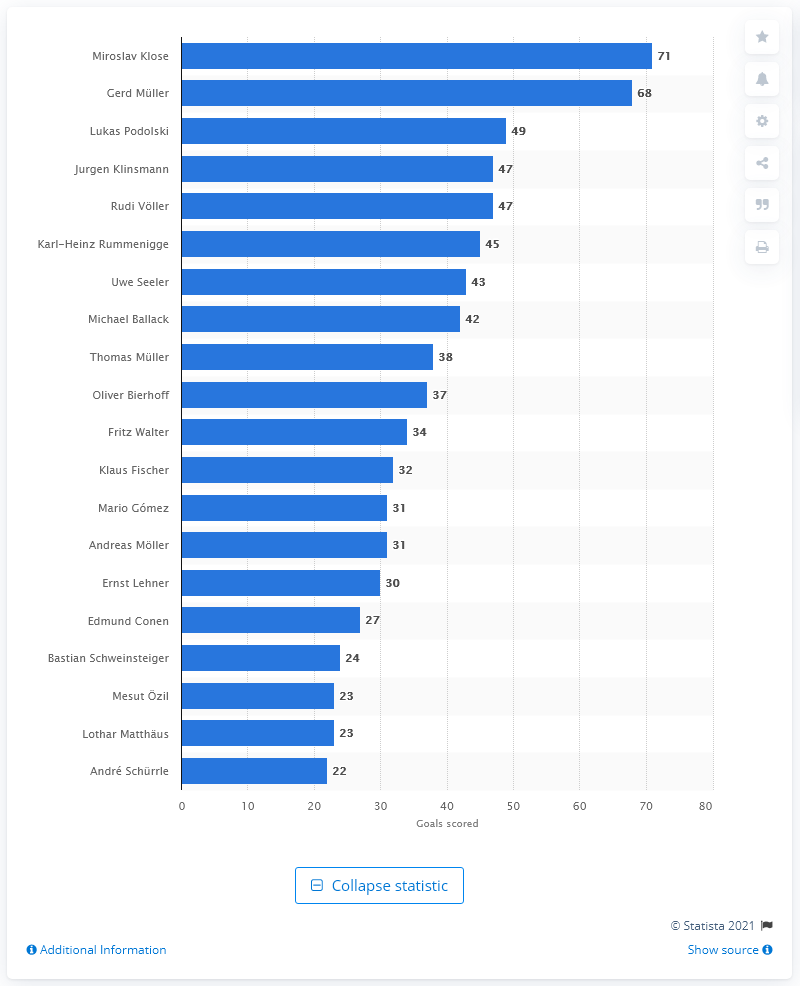 Miroslav Klose 71
Gerd Müller 68
Lukas Podolski 49
Jurgen Klinsmann 47
Rudi Völler 47
Karl-Heinz Rummenigge 45
Uwe Seeler 43
Michael Ballack 42
Thomas Müller 38
Oliver Bierhoff 37
Fritz Walter 34
Klaus Fischer 32
Mario Gómez 31
Andreas Möller 31
Ernst Lehner 30
Edmund Conen 27
Bastian Schweinsteiger 24
Mesut Özil 23
Lothar Matthäus 23
André Schürrle 22
0 10 20 30 40 50 60 70 80
Goals scored
Collapse statistic
© Statista 2021
Additional Information
Show source